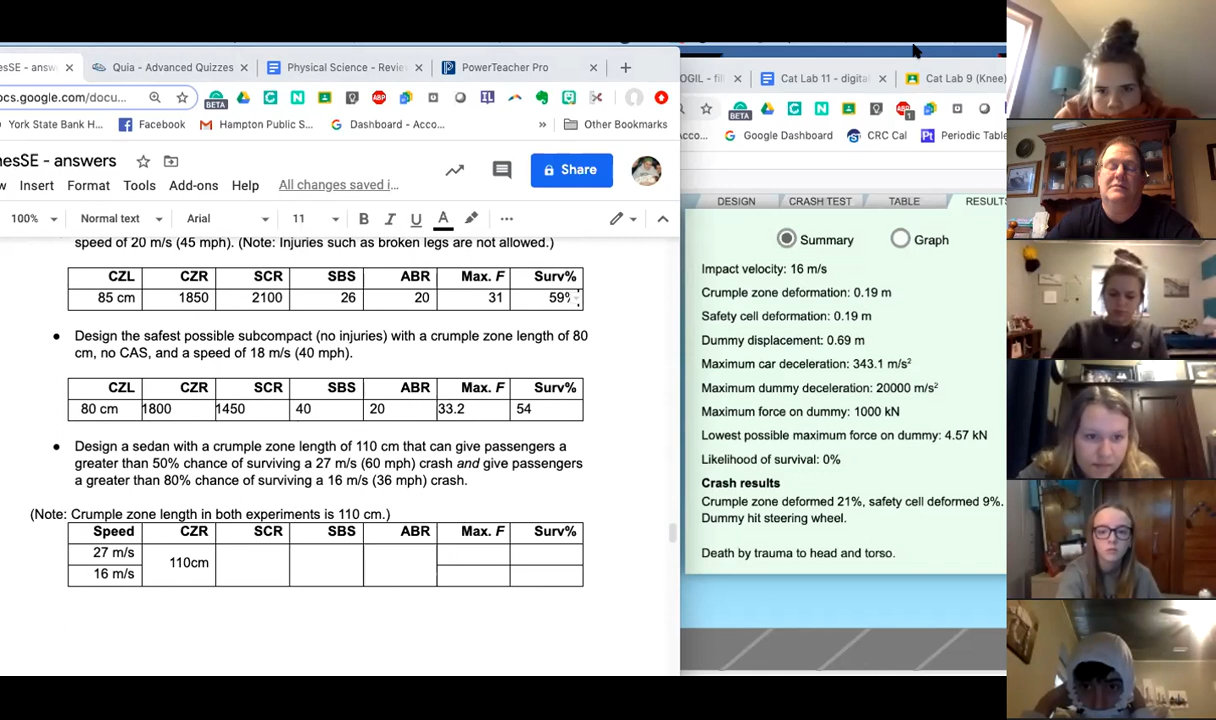 esSE - answ
Quia - Advanced Quizzes
Physical Science - Revie
PowerTeacher Pro
OGIL - fil
Cat Lab 11 - digita
Cat Lab 9 (Knee)
ocs.google.com/docu...
BETA
ABP
BETA
ABP
1
York State Bank H...
Facebook
Hampton Public S...
Dashboard - Acco...
»
Other Bookmarks
Acco...
Google Dashboard
CRC Cal
Pt
Periodic Table
nesSE - answers
Share
w Insert Format Tools Add-ons Help All changes saved i...
100% Normal text Arial 11 B I U A
speed of 20 m/s (45 mph). (Note: Injuries such as broken legs are not allowed.)
CZL CZR SCR SBS ABR Max. F Surv%
85 cm 1850 2100 26 20 31 59%
• Design the safest possible subcompact (no injuries) with a crumple zone length of 80
cm, no CAS, and a speed of 18 m/s (40 mph).
CZL CZR SCR SBS ABR Max. F Surv%
80 cm 1800 1450 40 20 33.2 54
• Design a sedan with a crumple zone length of 110 cm that can give passengers a
greater than 50% chance of surviving a 27 m/s (60 mph) crash and give passengers
a greater than 80% chance of surviving a 16 m/s (36 mph) crash.
(Note: Crumple zone length in both experiments is 110 cm.)
Speed CZR SCR SBS ABR Max. F Surv%
27 m/s
110cm
16 m/s
DESIGN CRASH TEST TABLE RESULTS
Summary Graph
Impact velocity: 16 m/s
Crumple zone deformation: 0.19 m
Safety cell deformation: 0.19 m
Dummy displacement: 0.69 m
Maximum car deceleration: 343.1 m/s²
Maximum dummy deceleration: 20000 m/s²
Maximum force on dummy: 1000 kN
Lowest possible maximum force on dummy: 4.57 kN
Likelihood of survival: 0%
Crash results
Crumple zone deformed 21%, safety cell deformed 9%.
Dummy hit steering wheel.
Death by trauma to head and torso.